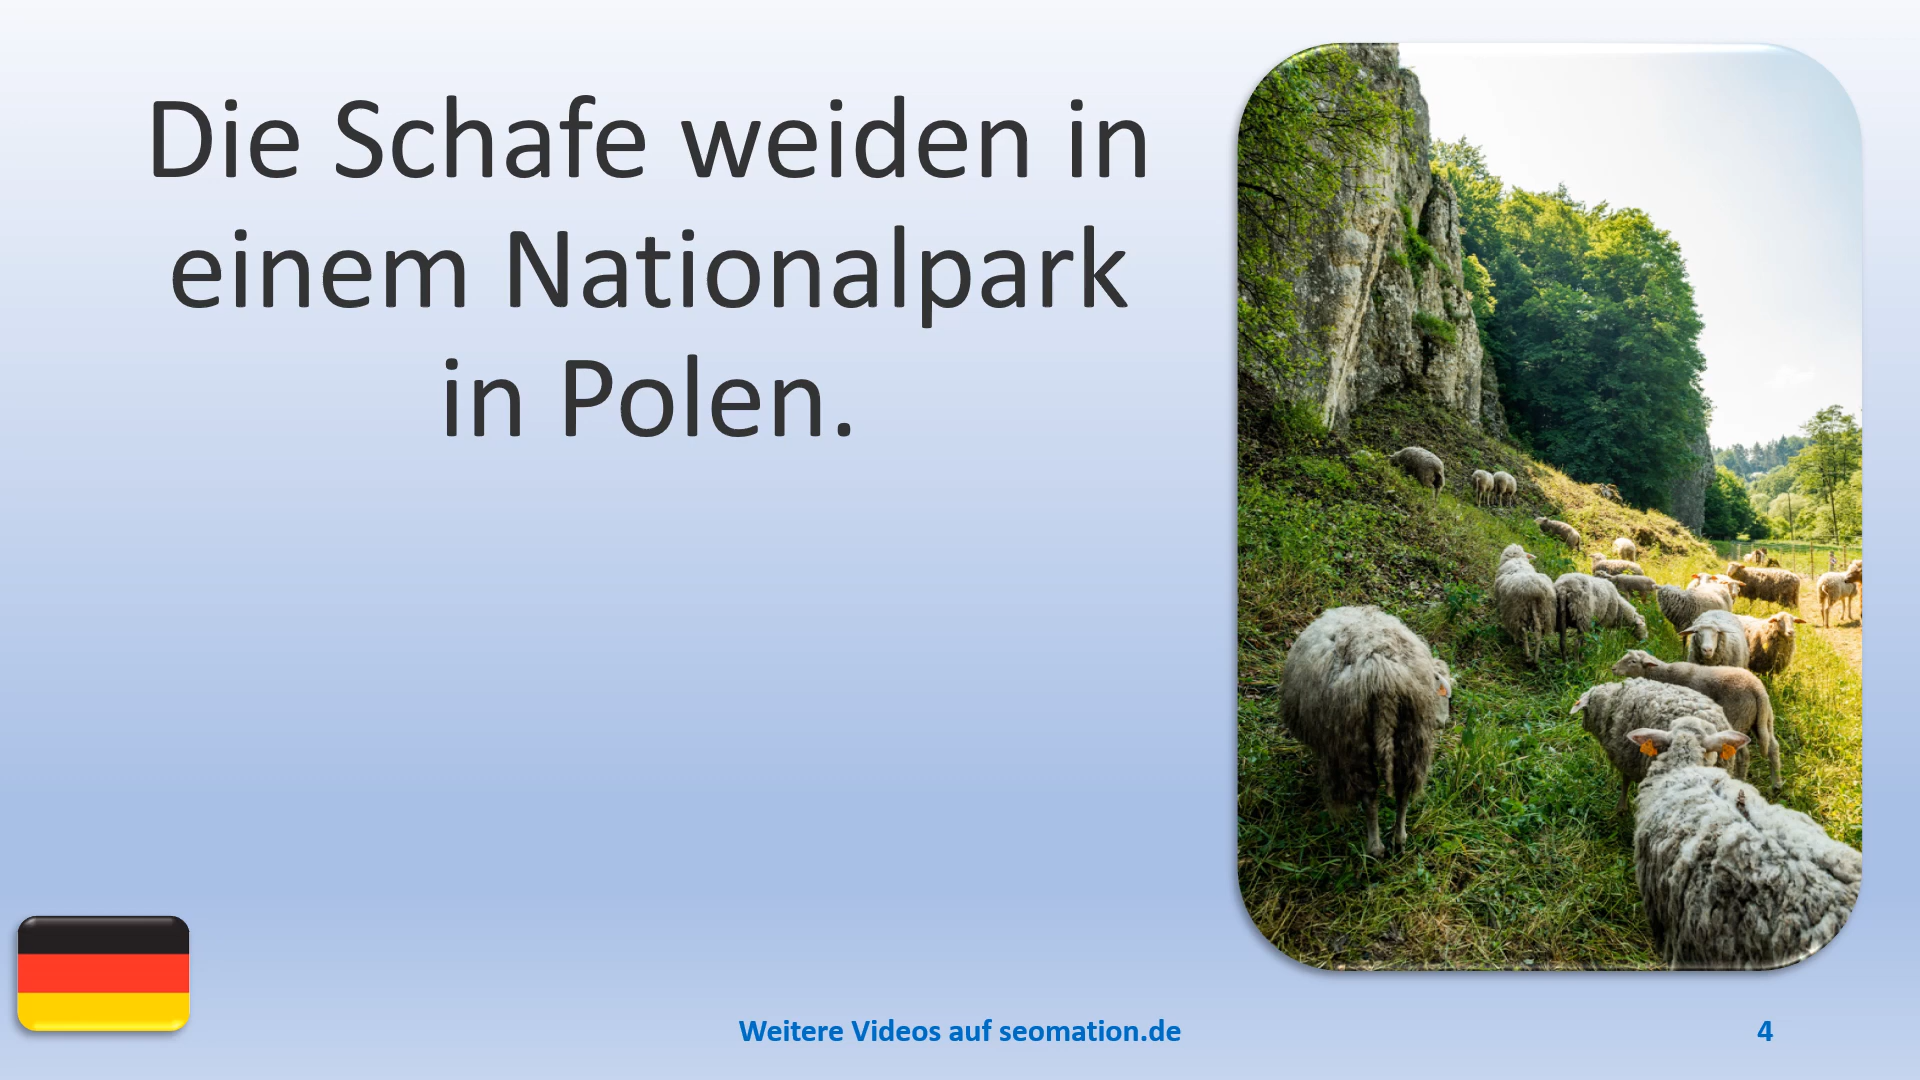 Die Schafe weiden in
einem Nationalpark
in Polen.
Weitere Videos auf seomation.de
4